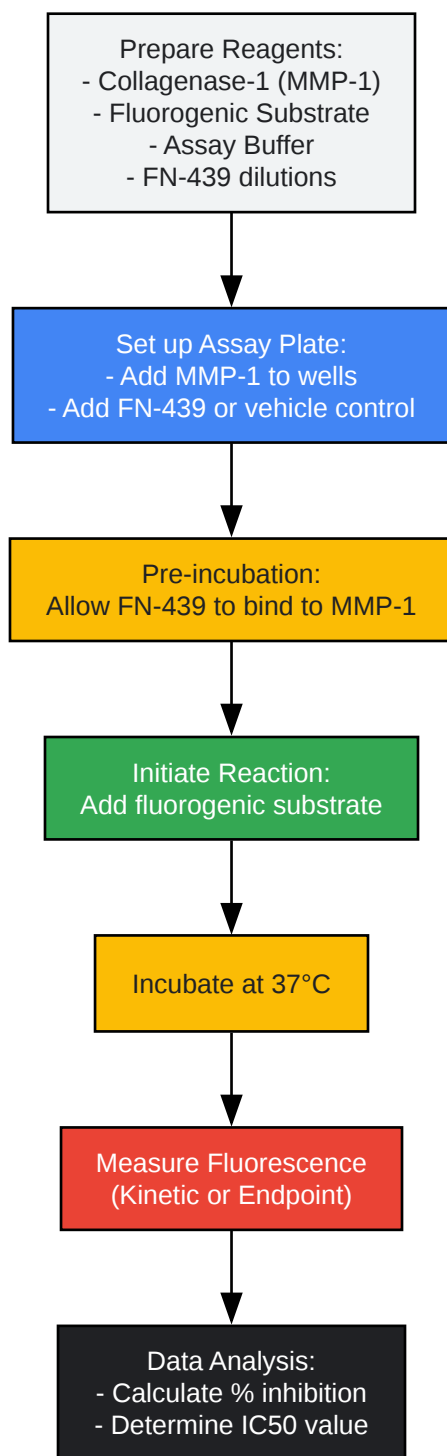 Prepare Reagents:
- Collagenase-1 (MMP-1)
- Fluorogenic Substrate
- Assay Buffer
- FN-439 dilutions
Set up Assay Plate:
- Add MMP-1 to wells
- Add FN-439 or vehicle control
Pre-incubation:
Allow FN-439 to bind to MMP-1
Initiate Reaction:
Add fluorogenic substrate
Incubate at 37°C
Measure Fluorescence
(Kinetic or Endpoint)
Data Analysis:
- Calculate % inhibition
- Determine IC50 value